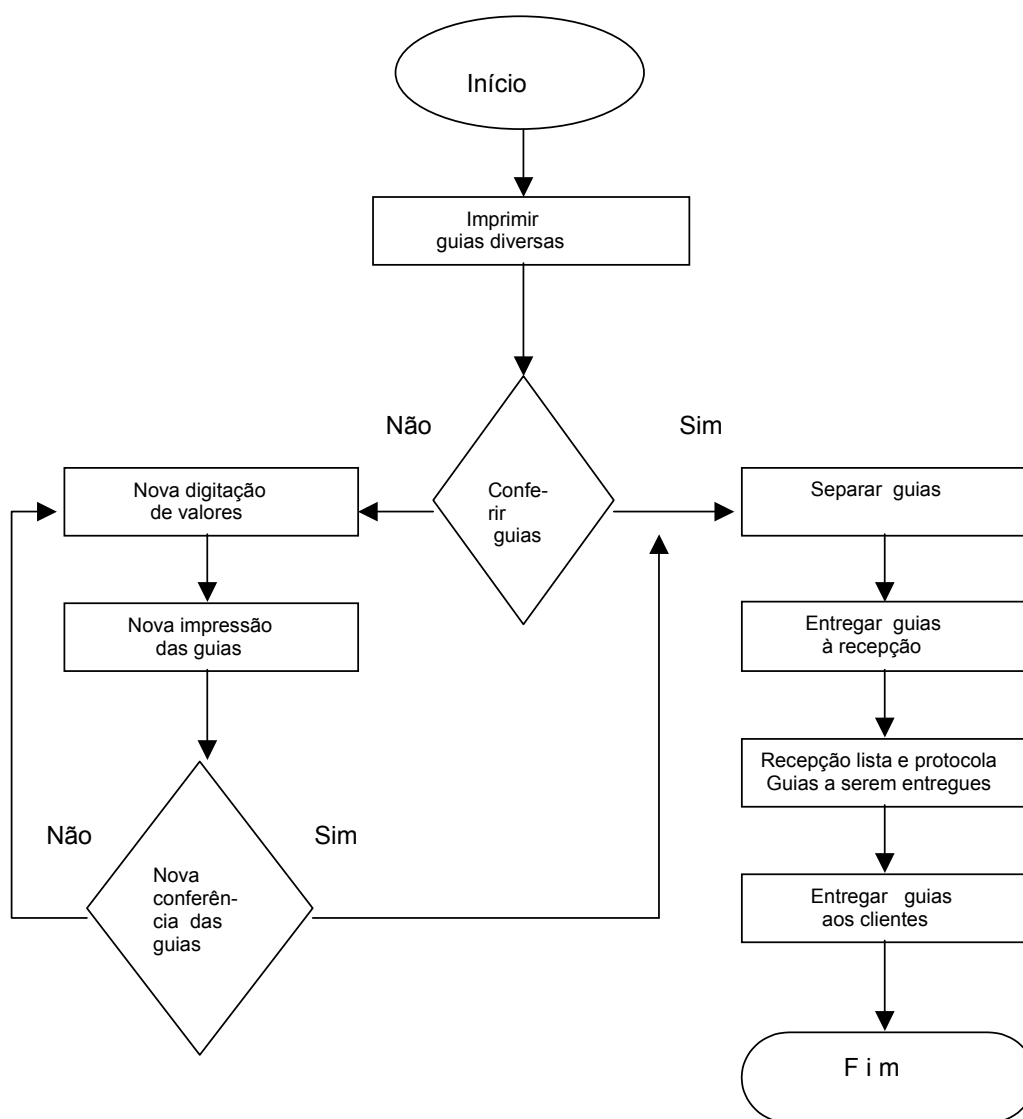 Início
Imprimir
guias diversas
Não
Sim
Confe-
rir
guias
Nova digitação
de valores
Separar guias
Nova impressão
das guias
Entregar guias
à recepção
Recepção lista e protocola
Guias a serem entregues
Não
Sim
Nova
conferên-
cia das
guias
Entregar guias
aos clientes
F i m